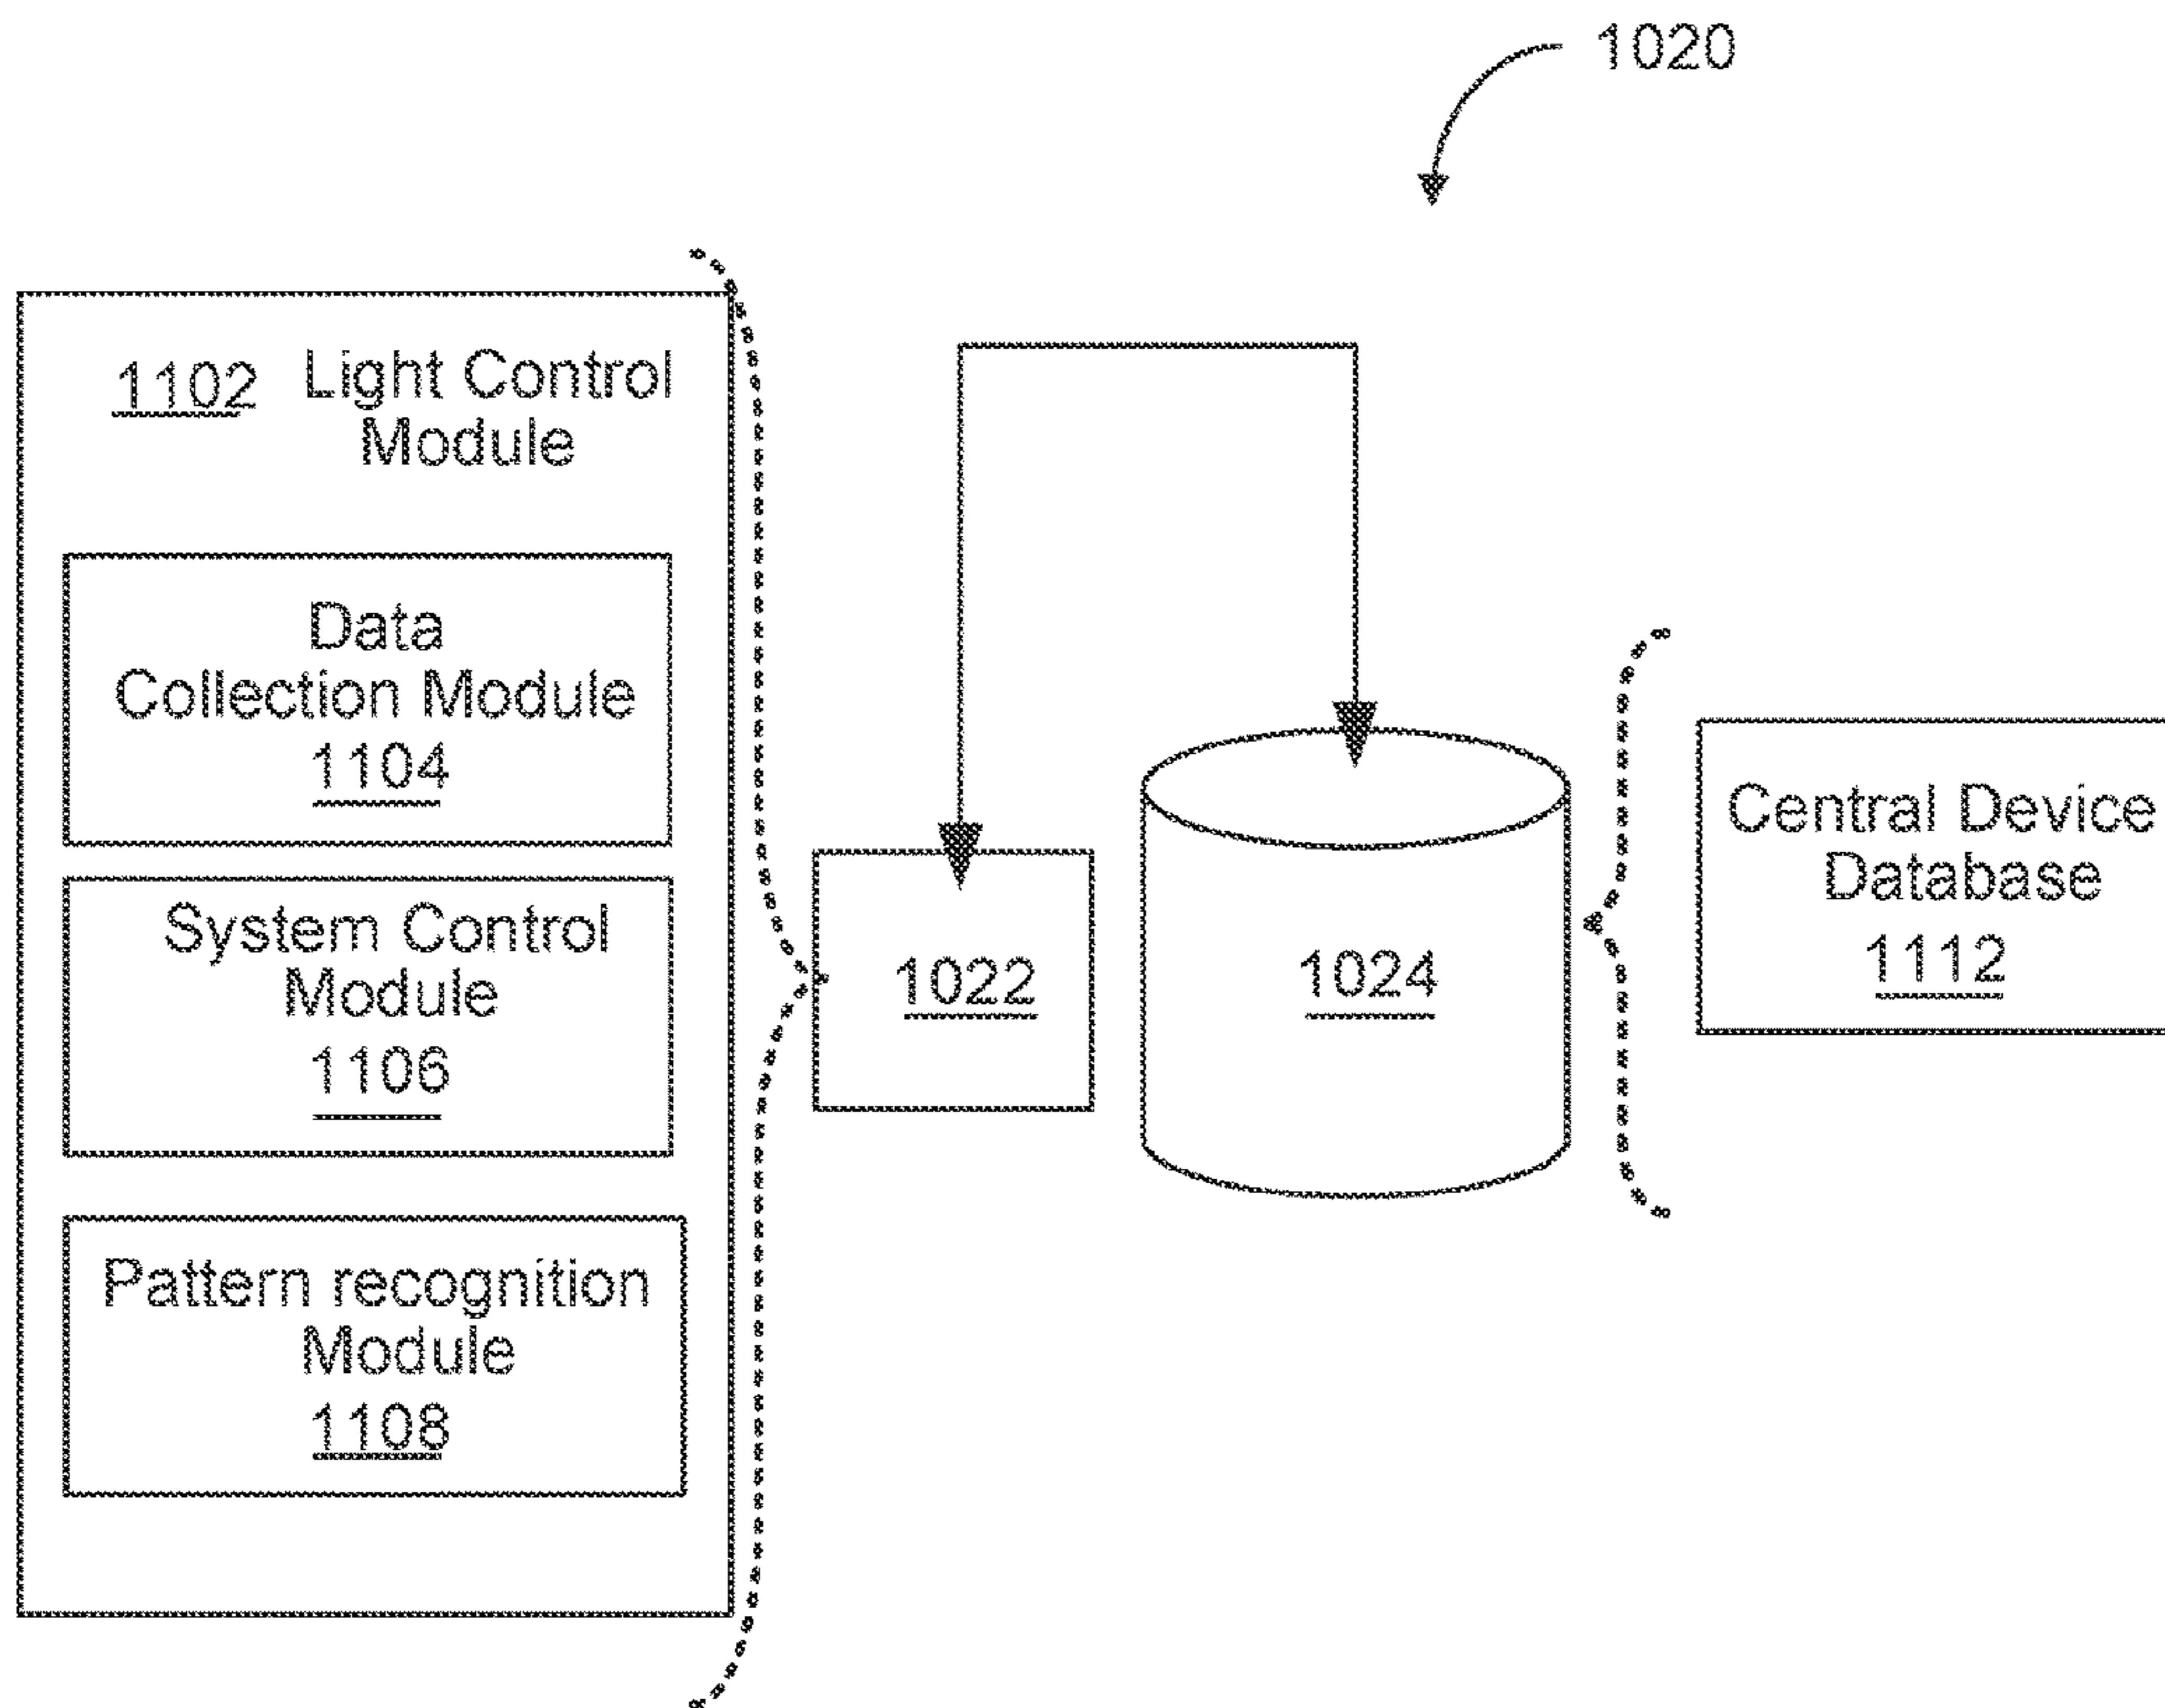 1020
1102 Light Control
Module
Data
Collection Module
1104
System Control
Module
1106
Pattern recognition
Module
1108
1022
1024
Central Device
Database
1112